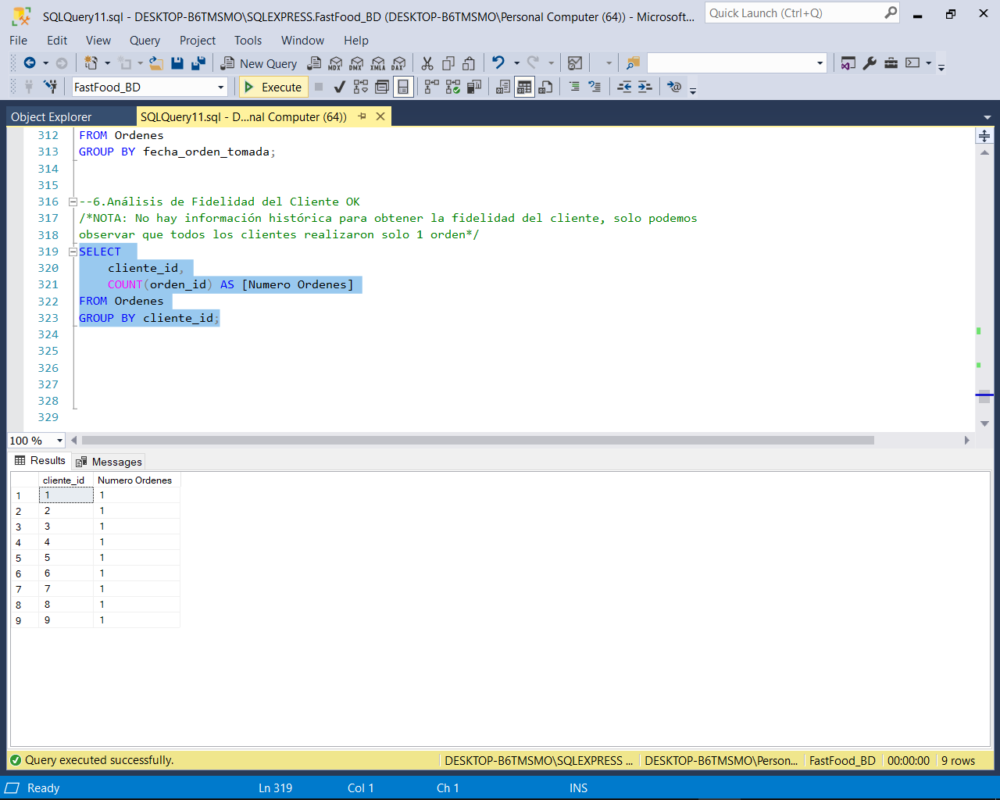 SQLQuery11.sql - DESKTOP-B6TMSMO\SQLEXPRESS.FastFood_BD (DESKTOP-B6TMSMO\Personal Computer (64)) - Microsoft...
Quick Launch (Ctrl+Q)
File Edit View Query Project Tools Window Help
New Query MDX DMX XMLA DAX
FastFood_BD Execute
Object Explorer SQLQuery11.sql - D...nal Computer (64))
312 FROM Ordenes
313 GROUP BY fecha_orden_tomada;
314
315
316 --6.Análisis de Fidelidad del Cliente OK
317 /*NOTA: No hay información histórica para obtener la fidelidad del cliente, solo podemos
318 observar que todos los clientes realizaron solo 1 orden*/
319 SELECT
320 cliente_id,
321 COUNT(orden_id) AS [Numero Ordenes]
322 FROM Ordenes
323 GROUP BY cliente_id;
324
325
326
327
328
329
100 %
Results Messages
cliente_id Numero Ordenes
1 1 1
2 2 1
3 3 1
4 4 1
5 5 1
6 6 1
7 7 1
8 8 1
9 9 1
Query executed successfully. DESKTOP-B6TMSMO\SQLEXPRESS ... DESKTOP-B6TMSMO\Person... FastFood_BD 00:00:00 9 rows
Ready Ln 319 Col 1 Ch 1 INS